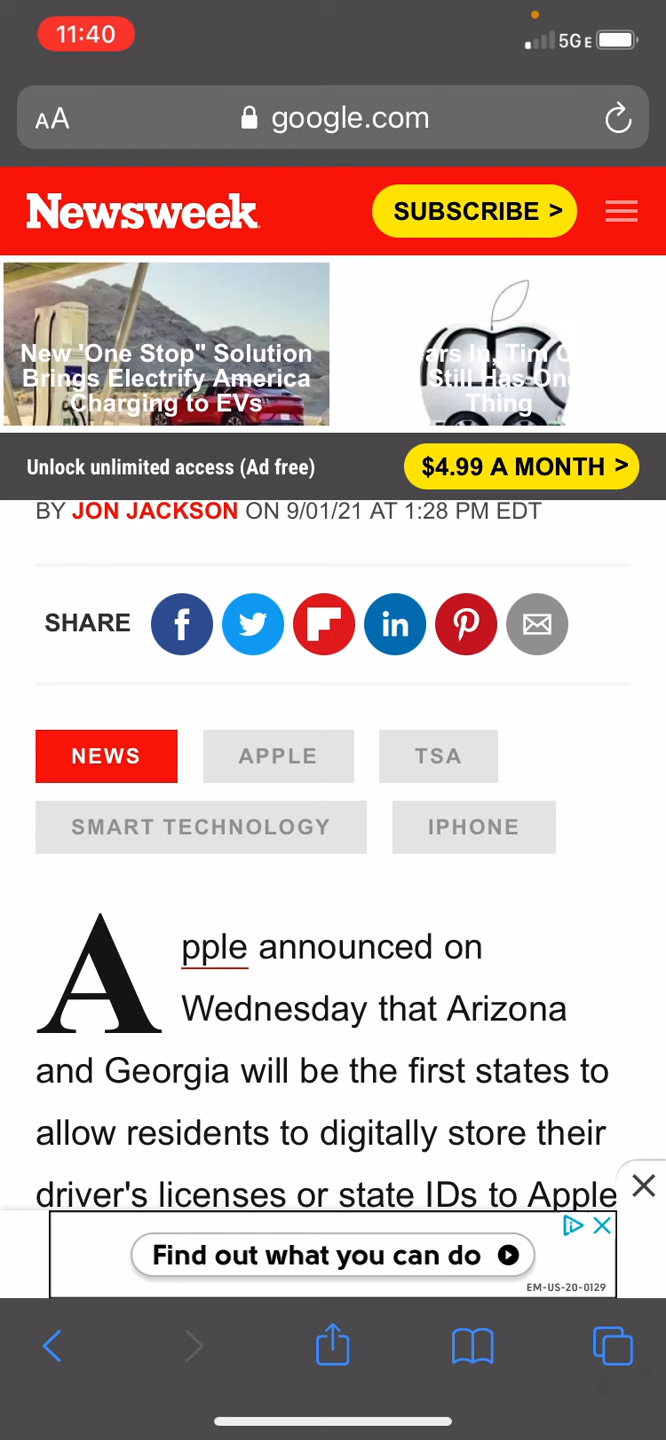 11:40
5GE
AA
google.com
Newsweek
SUBSCRIBE >
New 'One Stop" Solution
Brings Electrify America
Charging to EVs
In, Tim
Still Has One
Thing
Unlock unlimited access (Ad free)
$4.99 A MONTH >
BY JON JACKSON ON 9/01/21 AT 1:28 PM EDT
SHARE
NEWS
APPLE
TSA
SMART TECHNOLOGY
IPHONE
Apple announced on
Wednesday that Arizona
and Georgia will be the first states to
allow residents to digitally store their
driver's licenses or state IDs to Apple
Find out what you can do
EM-US-20-0129